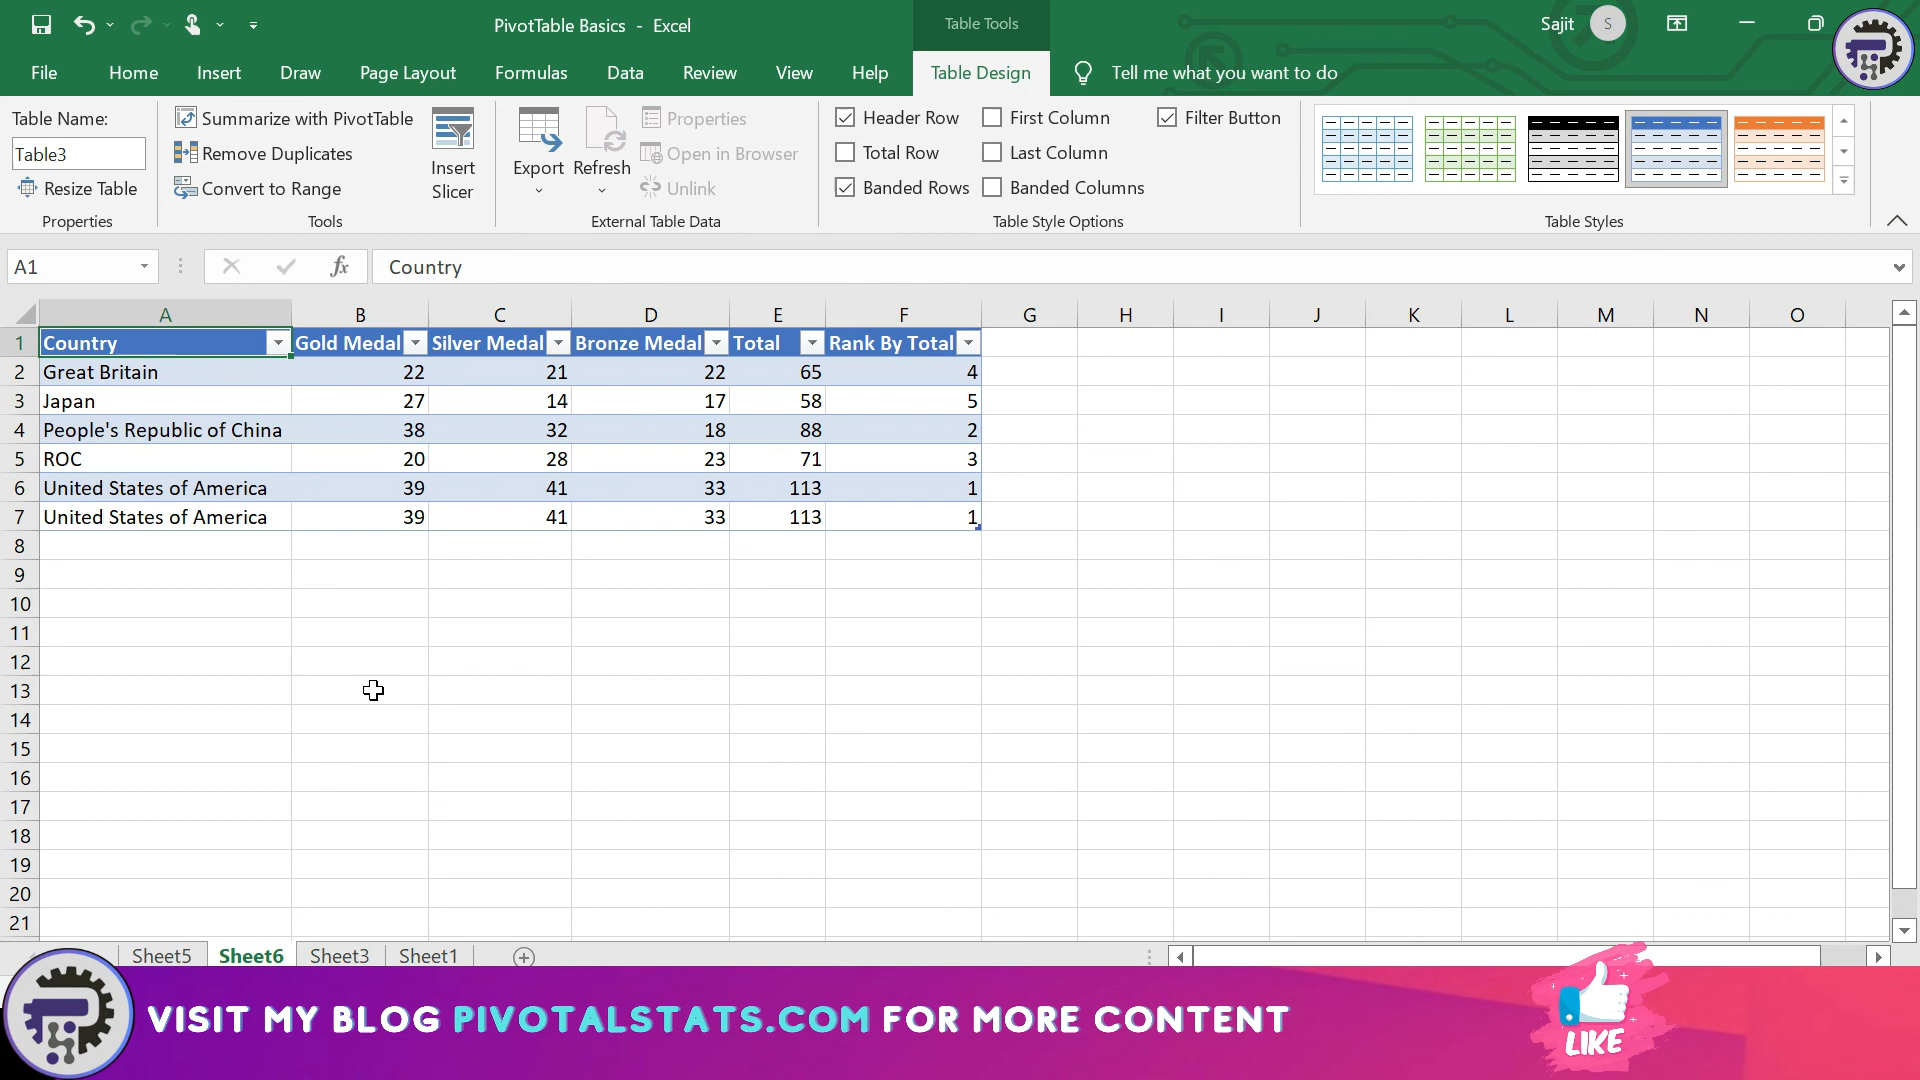 PivotTable Basics - Excel
Table Tools
Sajit S
File Home Insert Draw Page Layout Formulas Data Review View Help Table Design Tell me what you want to do
Table Name:
Table3
Resize Table
Properties
Summarize with PivotTable
Remove Duplicates
Convert to Range
Tools
Insert
Slicer
Export
Refresh
Properties
Open in Browser
Unlink
External Table Data
Header Row
Total Row
Banded Rows
First Column
Last Column
Banded Columns
Filter Button
Table Style Options
Table Styles
A1
fx
Country
A B C D E F G H I J K L M N O
1 Country Gold Medal Silver Medal Bronze Medal Total Rank By Total
2 Great Britain 22 21 22 65 4
3 Japan 27 14 17 58 5
4 People's Republic of China 38 32 18 88 2
5 ROC 20 28 23 71 3
6 United States of America 39 41 33 113 1
7 United States of America 39 41 33 113 1
8
9
10
11
12
13
14
15
16
17
18
19
20
21
Sheet5 Sheet6 Sheet3 Sheet1
VISIT MY BLOG PIVOTALSTATS.COM FOR MORE CONTENT
LIKE